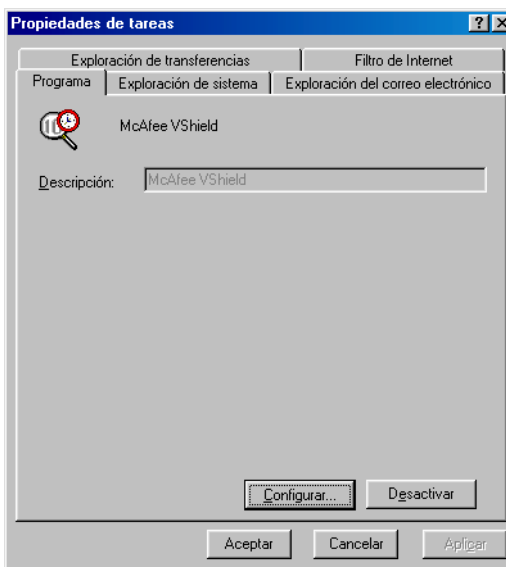 Propiedades de tareas
Exploración de transferencias
Filtro de Internet
Programa
Exploración de sistema
Exploración del correo electrónico
McAfee VShield
Descripción:
McAfee VShield
Configurar...
Desactivar
Aceptar
Cancelar
Aplicar